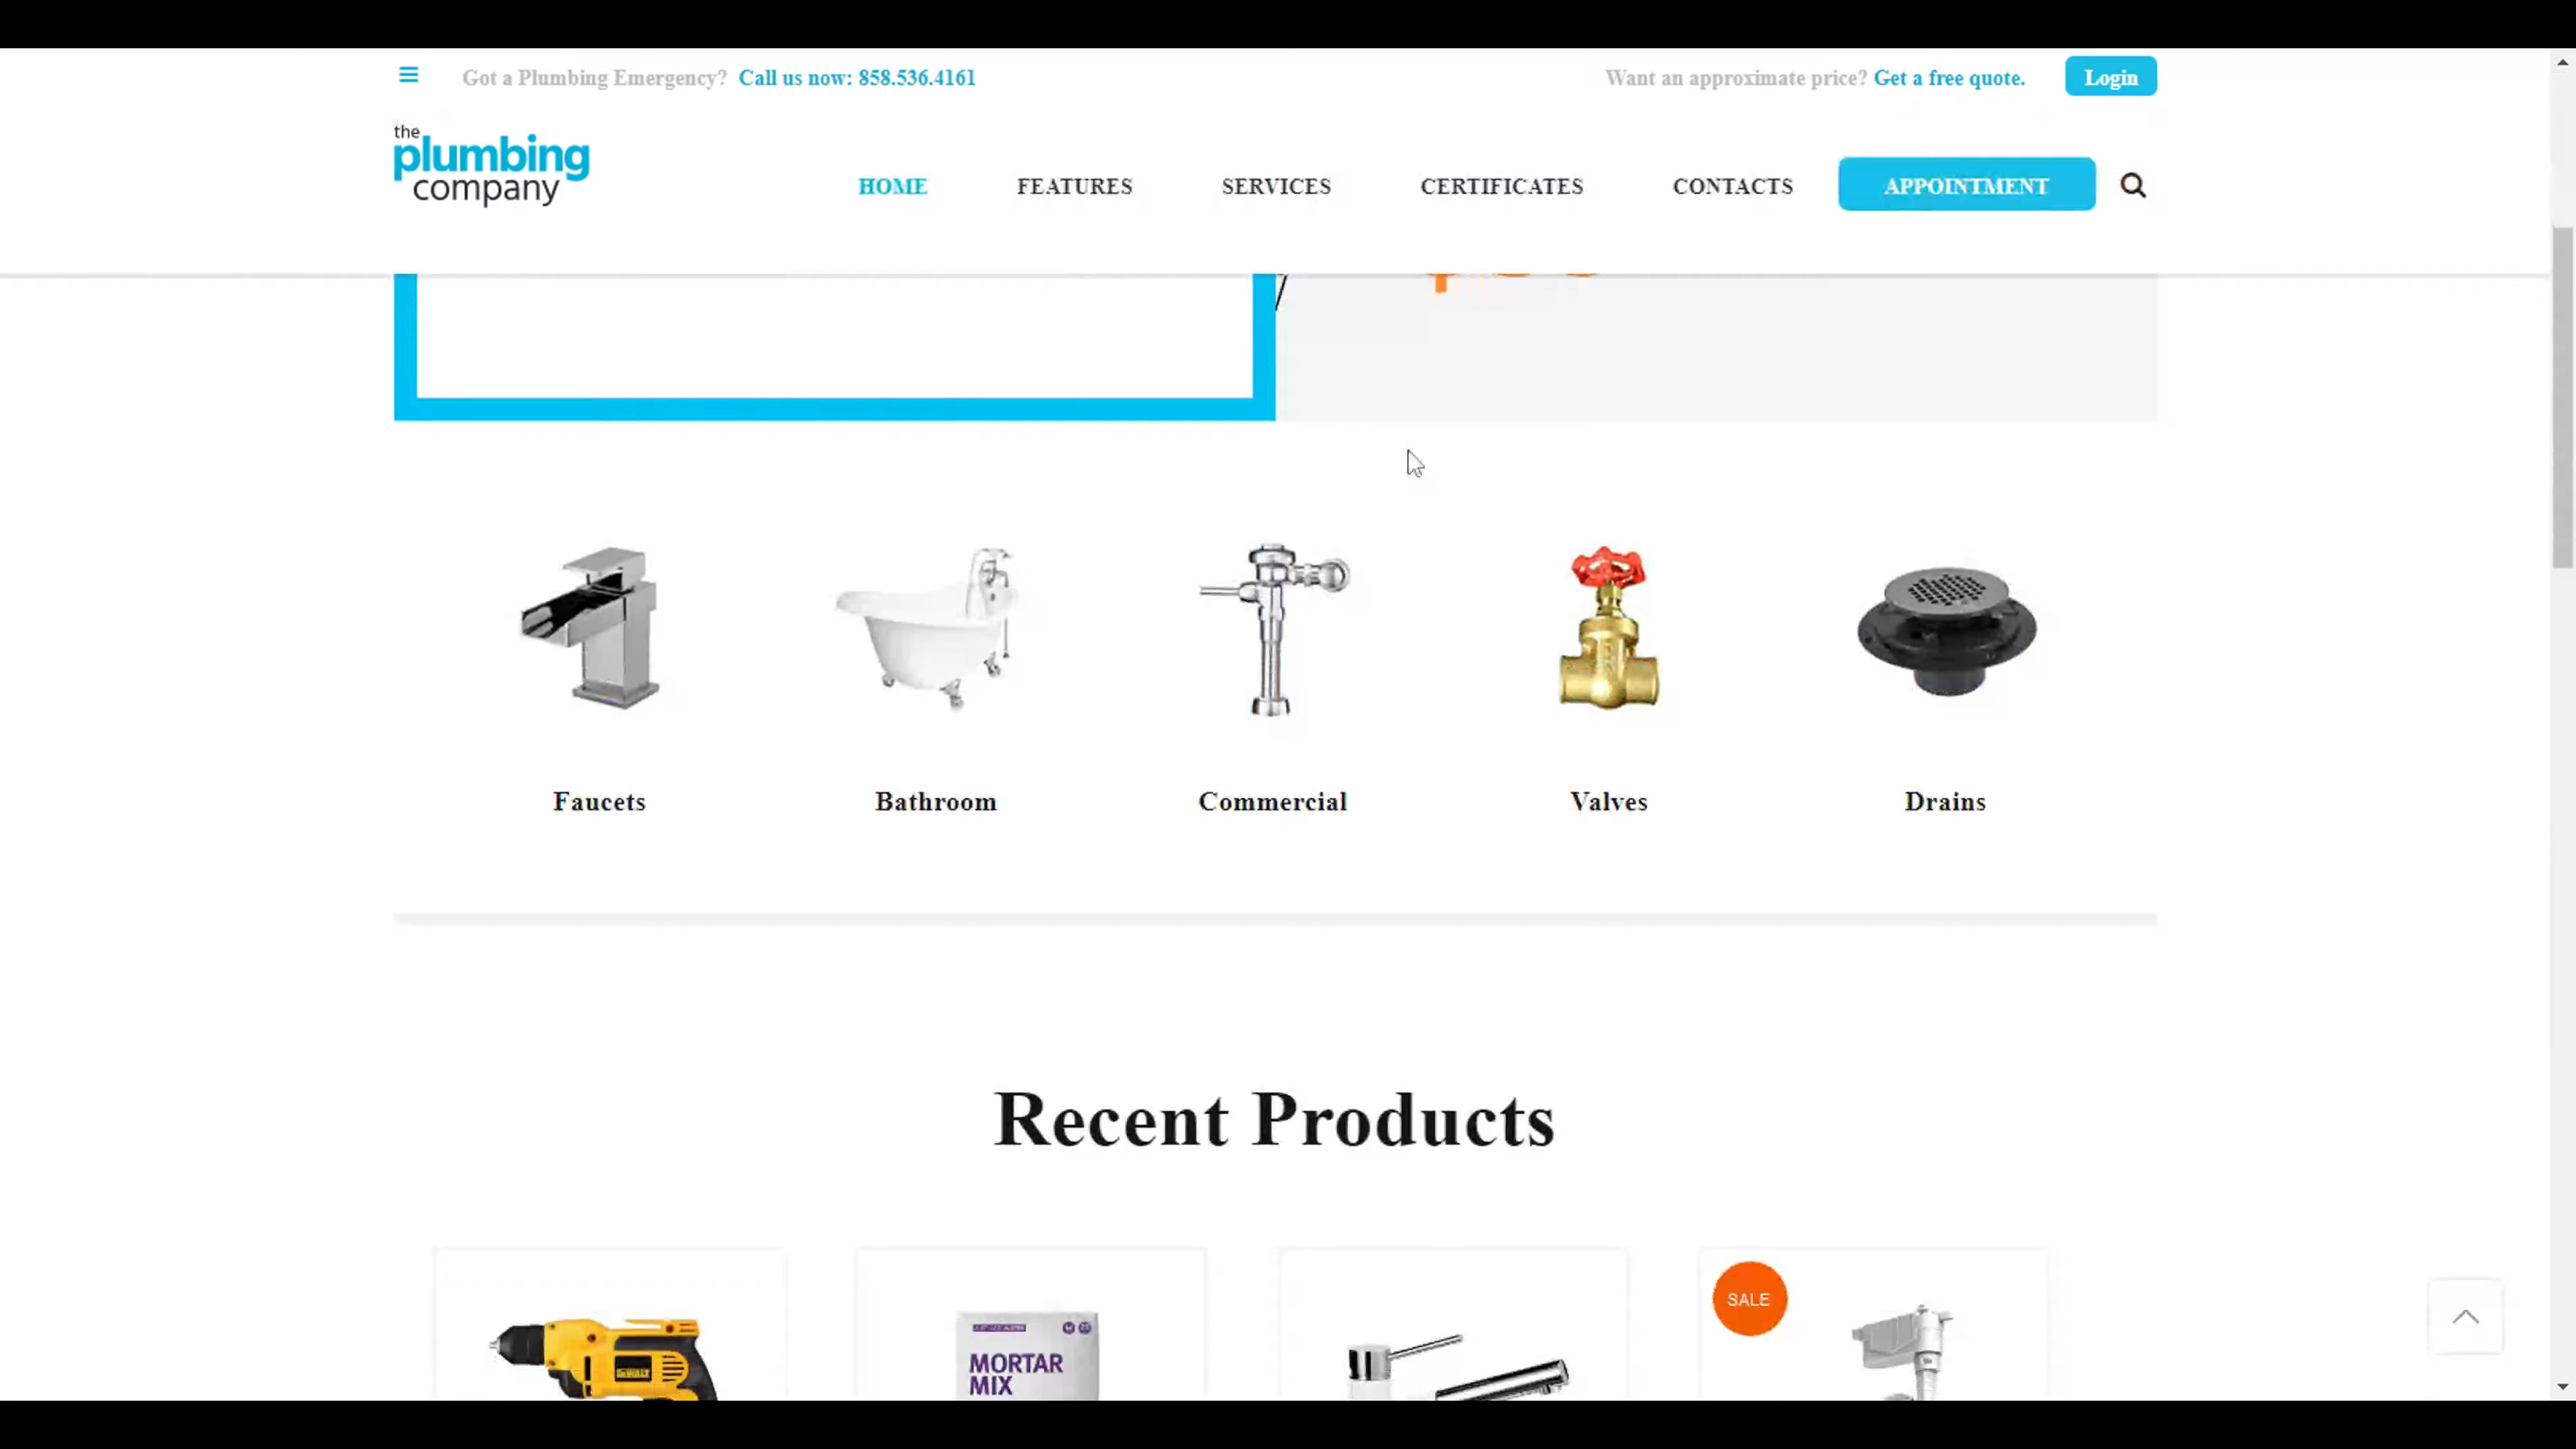 Got a Plumbing Emergency? Call us now: 858.536.4161
Want an approximate price? Get a free quote.
Login
the
plumbing
company
HOME
FEATURES
SERVICES
CERTIFICATES
CONTACTS
APPOINTMENT
Faucets
Bathroom
Commercial
Valves
Drains
Recent Products
SALE
DEWALT
MORTAR
MIX